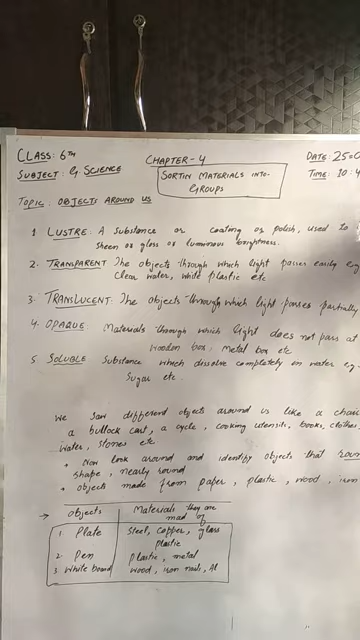 CLASS: 6TH CHAPTER-4 DATE: 25.0
SUBJECT: G. SCIENCE SORTIN MATERIALS INTO- TIME: 10:4
GROUPS
TOPIC: OBJECTS AROUND US
1. LUSTRE: A substance or coating or polish, used to
sheen or gloss or luminous brightness.
2. TRANSPARENT The objects through which light passes easily eg
Clear water, white plastic etc
3. TRANSLUCENT: The objects through which light passes partially
4. OPAQUE Materials through which light does not pass at
wooden box, metal box etc
5. SOLUBLE Substance which dissolve completely in water eg-
Sugar etc.
We saw different objects around us like a chair
a bullock cart, a cycle, cooking utensils, books, clothes,
water, stones etc
• Now look around and identify objects that roun
shape, nearly round
• objects made from paper, plastic, wood, iron
→ Objects Materials they are
made of
1. Plate Steel, Copper, glass
plastic
2. Pen plastic, metal
3. White board wood, iron nails, Al